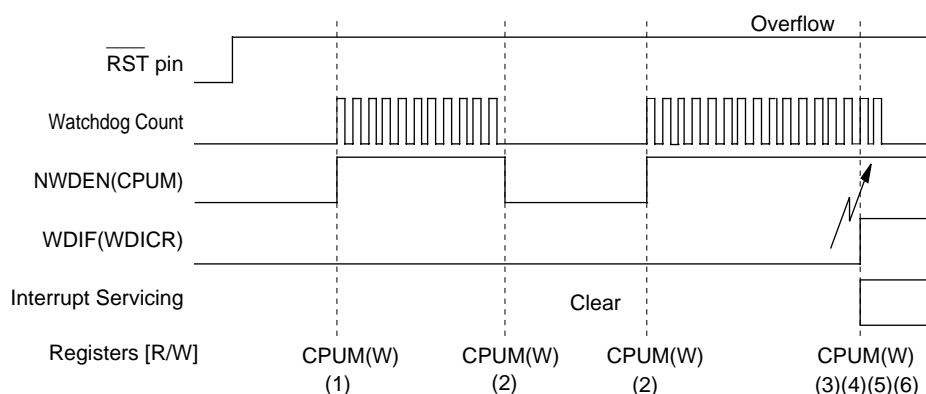 Overflow
RST pin
Watchdog Count
NWDEN(CPUM)
WDIF(WDICR)
Interrupt Servicing
Clear
Registers [R/W]
CPUM(W) CPUM(W) CPUM(W) CPUM(W)
(1) (2) (2) (3)(4)(5)(6)